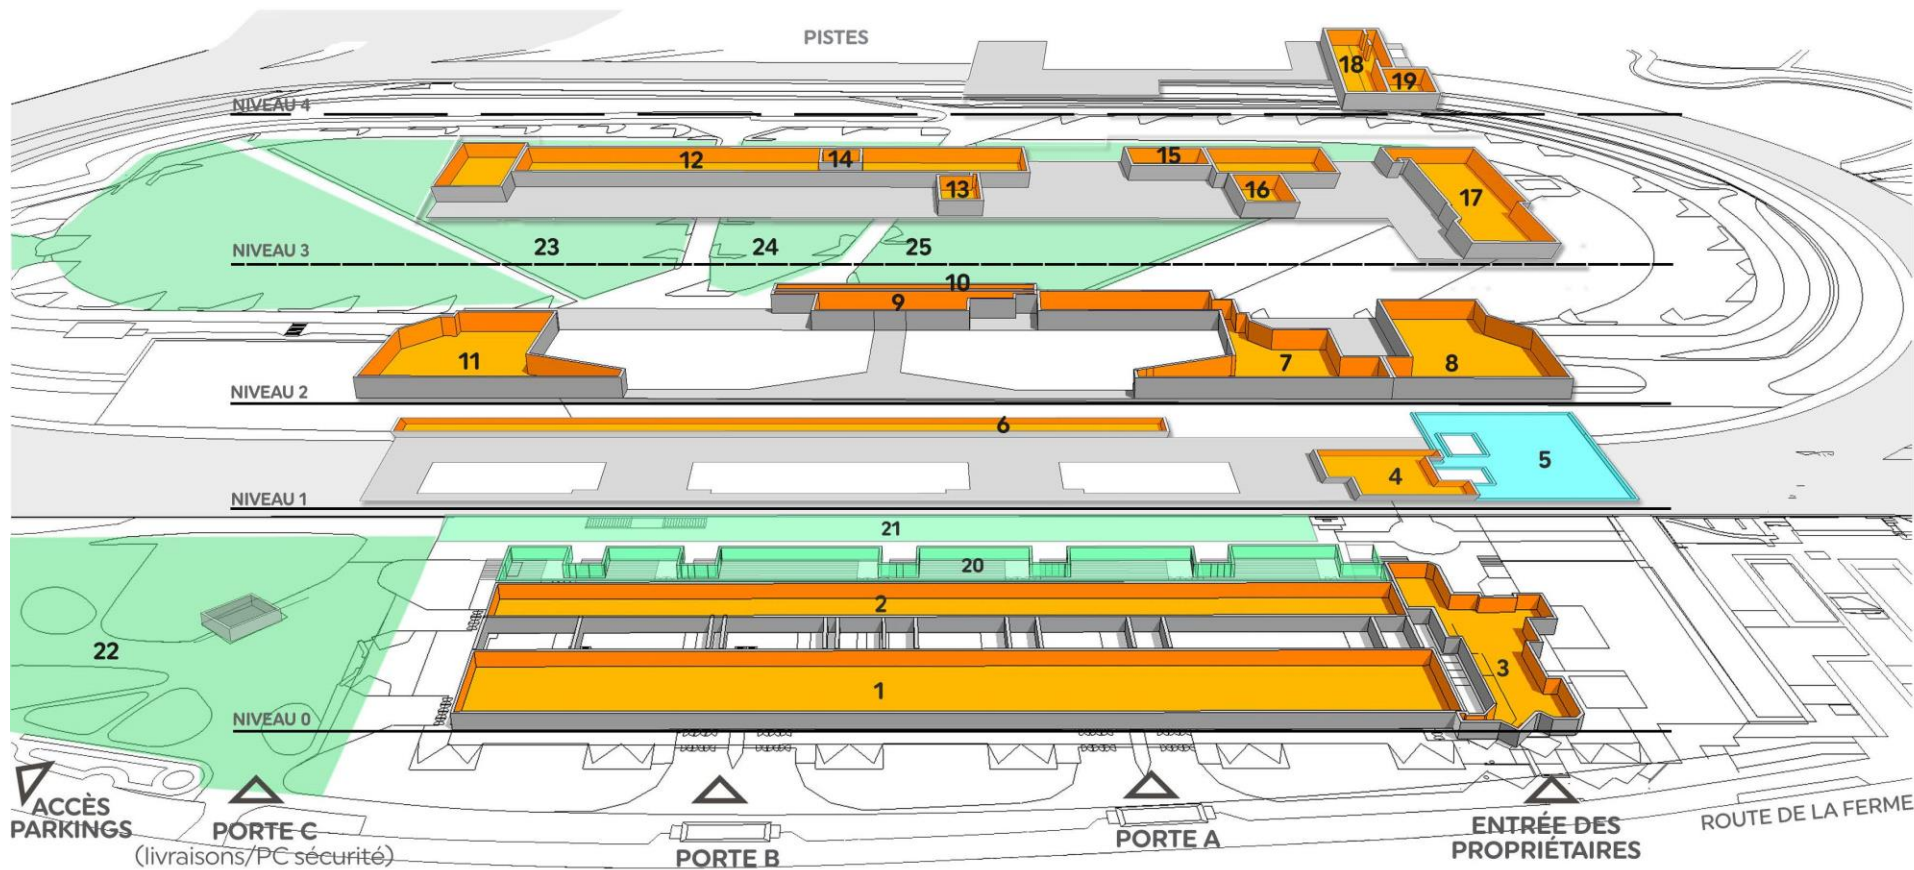 PISTES
18
19
NIVEAU 4
12
14
15
13
16
17
23
24
25
NIVEAU 3
10
9
11
7
8
NIVEAU 2
6
4
5
NIVEAU 1
21
20
2
22
3
1
NIVEAU 0
ACCÈS
PARKINGS
PORTE C
(livraisons/PC sécurité)
PORTE B
PORTE A
ENTRÉE DES
PROPRIÉTAIRES
ROUTE DE LA FERME